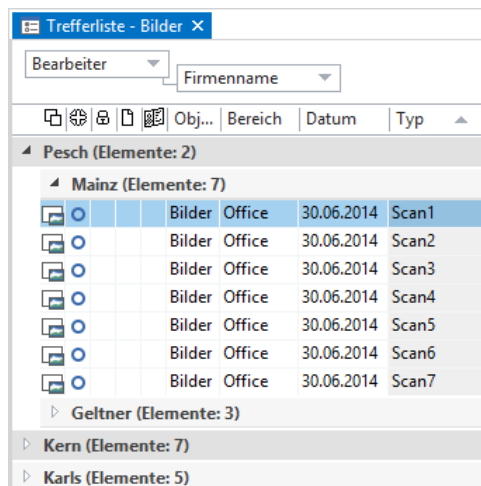 Trefferliste - Bilder
Bearbeiter
Firmenname
Obj... Bereich Datum Typ
Pesch (Elemente: 2)
Mainz (Elemente: 7)
Bilder Office 30.06.2014 Scan1
Bilder Office 30.06.2014 Scan2
Bilder Office 30.06.2014 Scan3
Bilder Office 30.06.2014 Scan4
Bilder Office 30.06.2014 Scan5
Bilder Office 30.06.2014 Scan6
Bilder Office 30.06.2014 Scan7
Geltner (Elemente: 3)
Kern (Elemente: 7)
Karls (Elemente: 5)